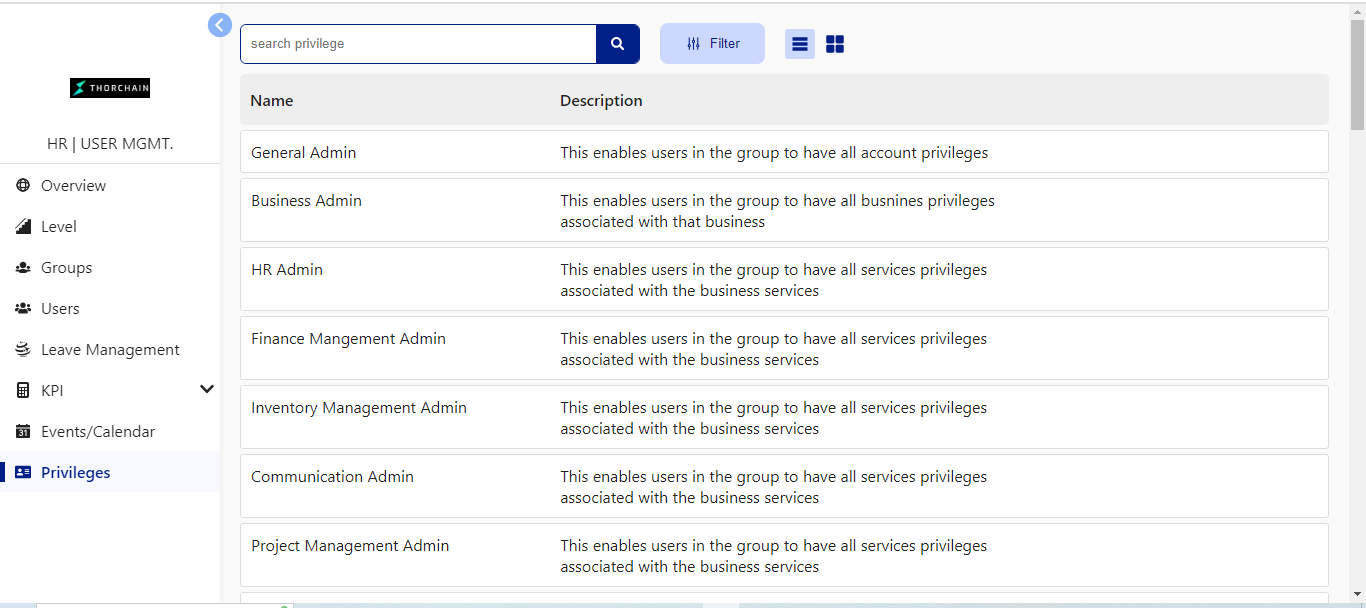 search privilege
Filter
THORCHAIN
HR | USER MGMT.
Overview
Level
Groups
Users
Leave Management
KPI
31 Events/Calendar
Privileges
Name Description
General Admin This enables users in the group to have all account privileges
Business Admin This enables users in the group to have all busnines privileges
associated with that business
HR Admin This enables users in the group to have all services privileges
associated with the business services
Finance Mangement Admin This enables users in the group to have all services privileges
associated with the business services
Inventory Management Admin This enables users in the group to have all services privileges
associated with the business services
Communication Admin This enables users in the group to have all services privileges
associated with the business services
Project Management Admin This enables users in the group to have all services privileges
associated with the business services